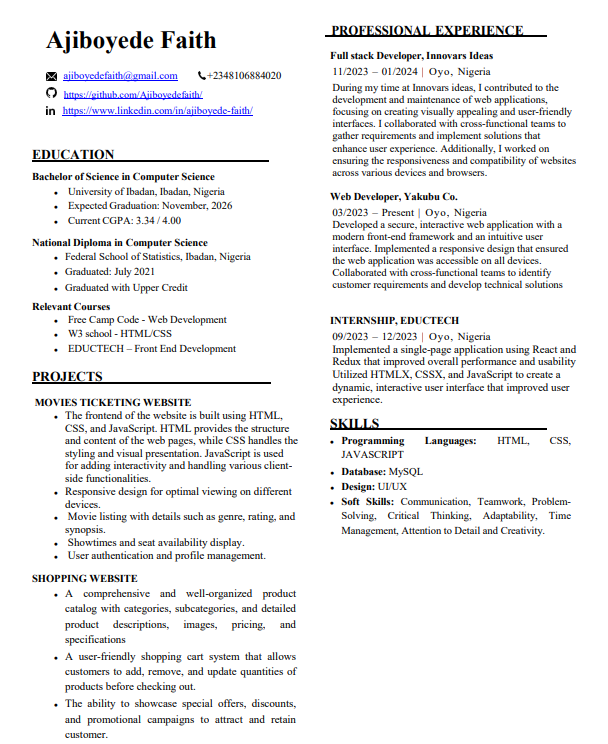 Ajiboyede Faith
ajiboyedefaith@gmail.com +2348106884020
https://github.com/Ajiboyedefaith/
https://www.linkedin.com/in/ajiboyede-faith/
EDUCATION
Bachelor of Science in Computer Science
• University of Ibadan, Ibadan, Nigeria
• Expected Graduation: November, 2026
• Current CGPA: 3.34 / 4.00
National Diploma in Computer Science
• Federal School of Statistics, Ibadan, Nigeria
• Graduated: July 2021
• Graduated with Upper Credit
Relevant Courses
• Free Camp Code - Web Development
• W3 school - HTML/CSS
• EDUCTECH – Front End Development
PROJECTS
MOVIES TICKETING WEBSITE
• The frontend of the website is built using HTML,
CSS, and JavaScript. HTML provides the structure
and content of the web pages, while CSS handles the
styling and visual presentation. JavaScript is used
for adding interactivity and handling various client-
side functionalities.
• Responsive design for optimal viewing on different
devices.
• Movie listing with details such as genre, rating, and
synopsis.
• Showtimes and seat availability display.
• User authentication and profile management.
SHOPPING WEBSITE
• A comprehensive and well-organized product
catalog with categories, subcategories, and detailed
product descriptions, images, pricing, and
specifications
• A user-friendly shopping cart system that allows
customers to add, remove, and update quantities of
products before checking out.
• The ability to showcase special offers, discounts,
and promotional campaigns to attract and retain
customer.
PROFESSIONAL EXPERIENCE
Full stack Developer, Innovars Ideas
11/2023 – 01/2024 | Oyo, Nigeria
During my time at Innovars ideas, I contributed to the
development and maintenance of web applications,
focusing on creating visually appealing and user-friendly
interfaces. I collaborated with cross-functional teams to
gather requirements and implement solutions that
enhance user experience. Additionally, I worked on
ensuring the responsiveness and compatibility of websites
across various devices and browsers.
Web Developer, Yakubu Co.
03/2023 – Present | Oyo, Nigeria
Developed a secure, interactive web application with a
modern front-end framework and an intuitive user
interface. Implemented a responsive design that ensured
the web application was accessible on all devices.
Collaborated with cross-functional teams to identify
customer requirements and develop technical solutions
INTERNSHIP, EDUCTECH
09/2023 – 12/2023 | Oyo, Nigeria
Implemented a single-page application using React and
Redux that improved overall performance and usability
Utilized HTMLX, CSSX, and JavaScript to create a
dynamic, interactive user interface that improved user
experience.
SKILLS
• Programming Languages: HTML, CSS,
JAVASCRIPT
• Database: MySQL
• Design: UI/UX
• Soft Skills: Communication, Teamwork, Problem-
Solving, Critical Thinking, Adaptability, Time
Management, Attention to Detail and Creativity.